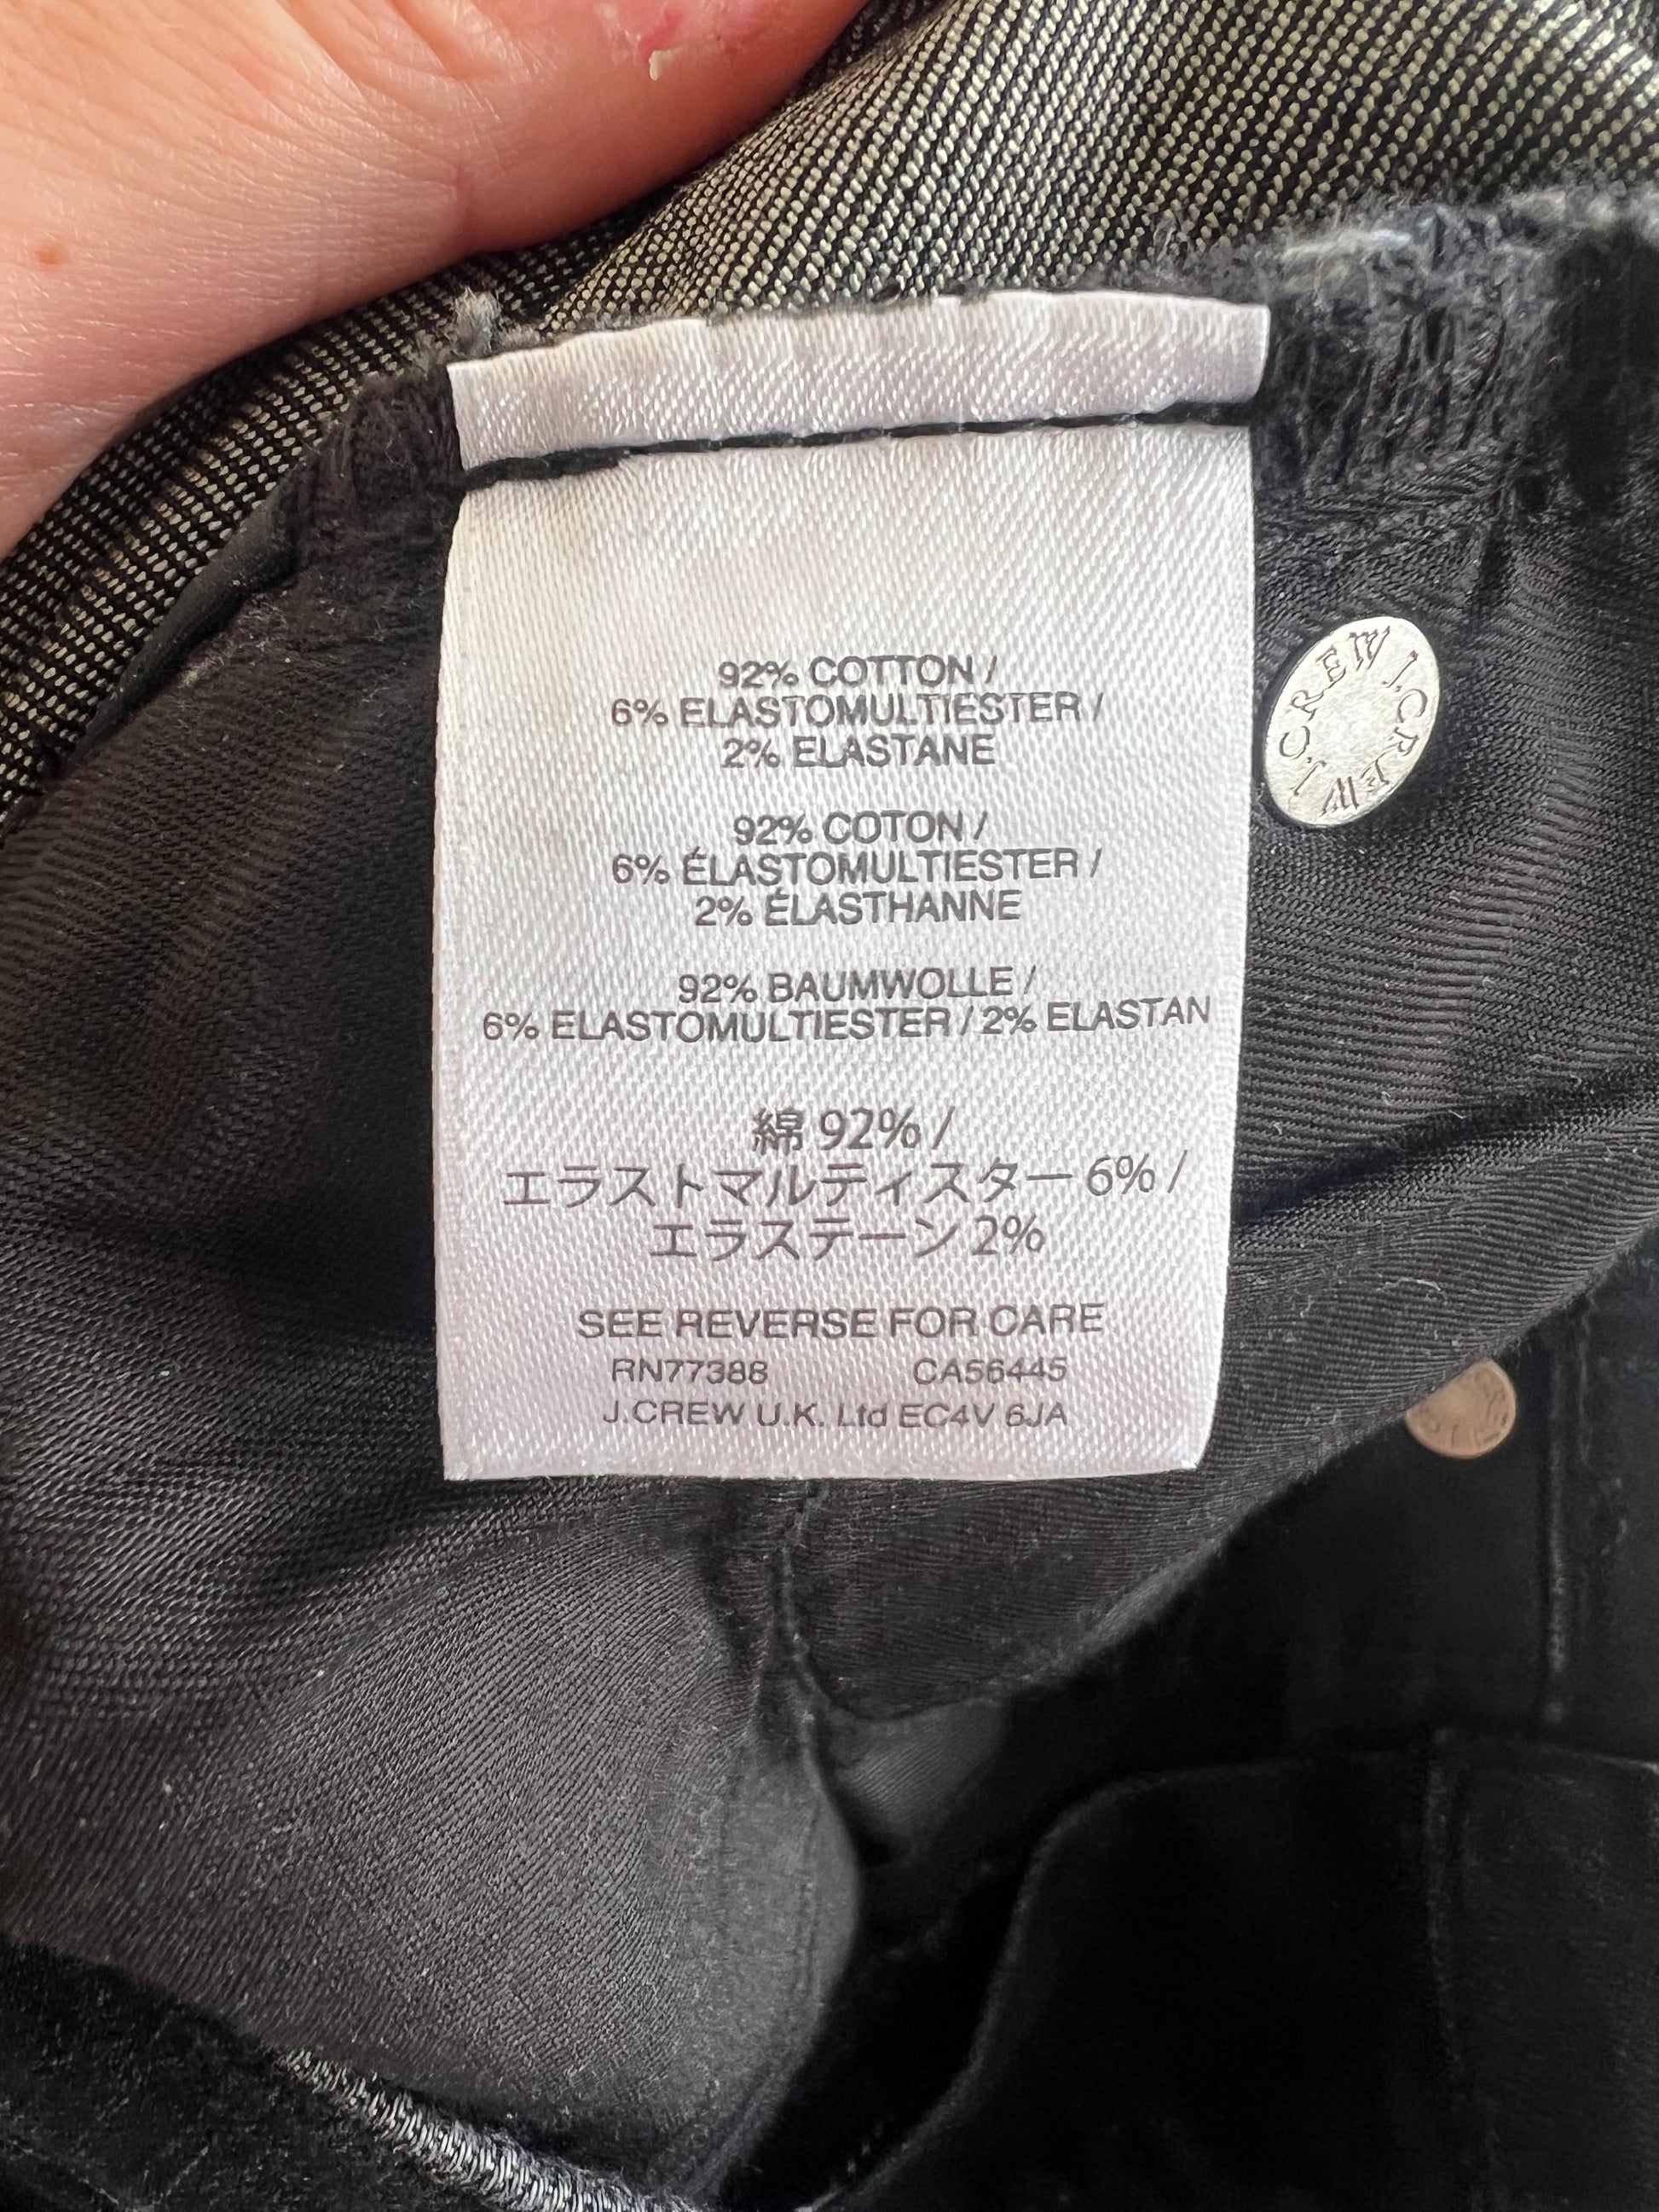 92% COTTON /
6% ELASTOMULTIESTER /
2% ELASTANE
92% COTON /
6% ÉLASTOMULTIESTER /
2% ÉLASTHANNE
92% BAUMWOLLE /
6% ELASTOMULTIESTER / 2% ELASTAN
綿 92% /
エラストマルティスター 6% /
エラステーン 2%
SEE REVERSE FOR CARE
RN77388 CA56445
J.CREW U.K. Ltd EC4V 6JA
J.CREW J.CREW